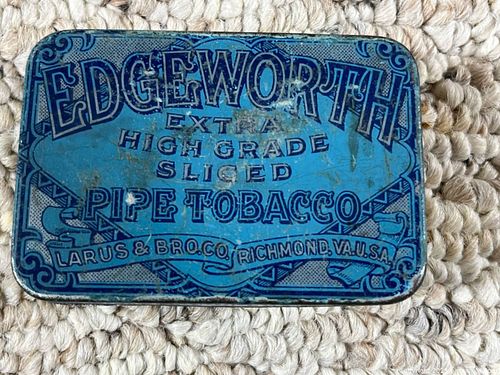 EDGEWORTH
EXTRA
HIGH GRADE
SLICED
PIPE TOBACCO
LARUS & BRO.CO. RICHMOND.VA.U.S.A.